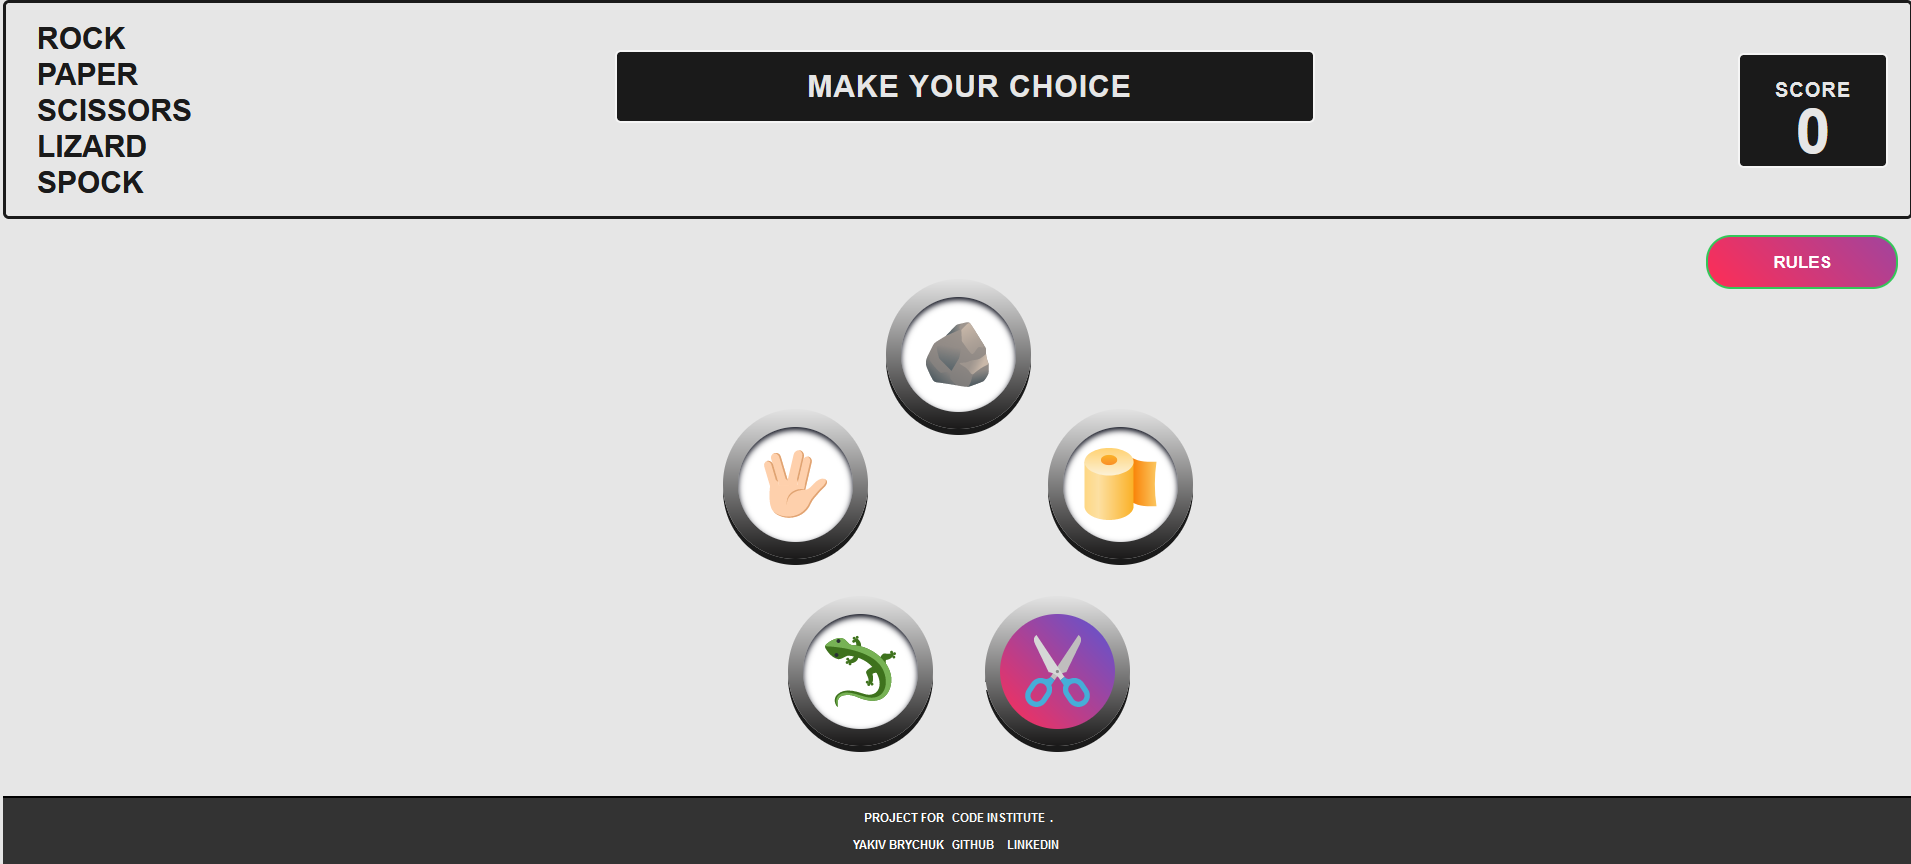 ROCK
PAPER
SCISSORS
LIZARD
SPOCK
MAKE YOUR CHOICE
SCORE
0
RULES
PROJECT FOR CODE INSTITUTE .
YAKIV BRYCHUK GITHUB LINKEDIN